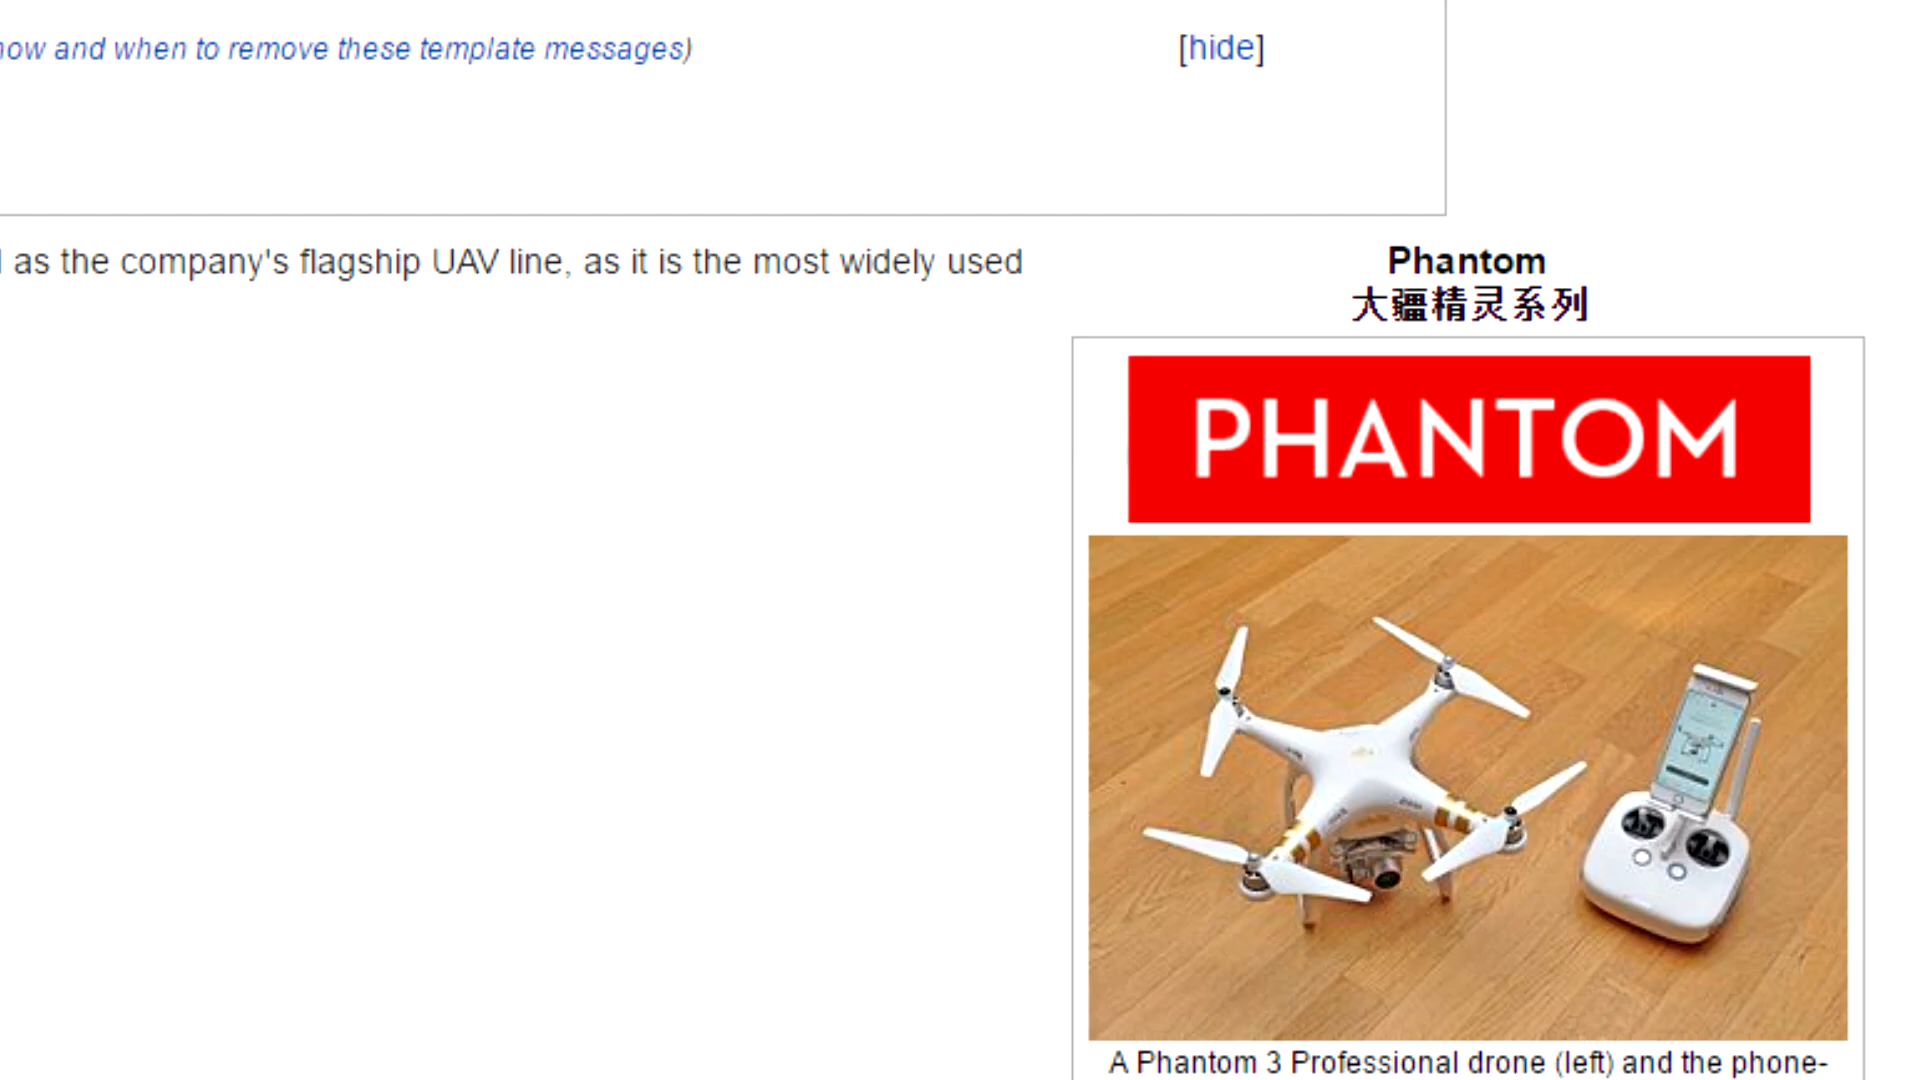 now and when to remove these template messages)
[hide]
as the company's flagship UAV line, as it is the most widely used
Phantom
大疆精灵系列
PHANTOM
A Phantom 3 Professional drone (left) and the phone-